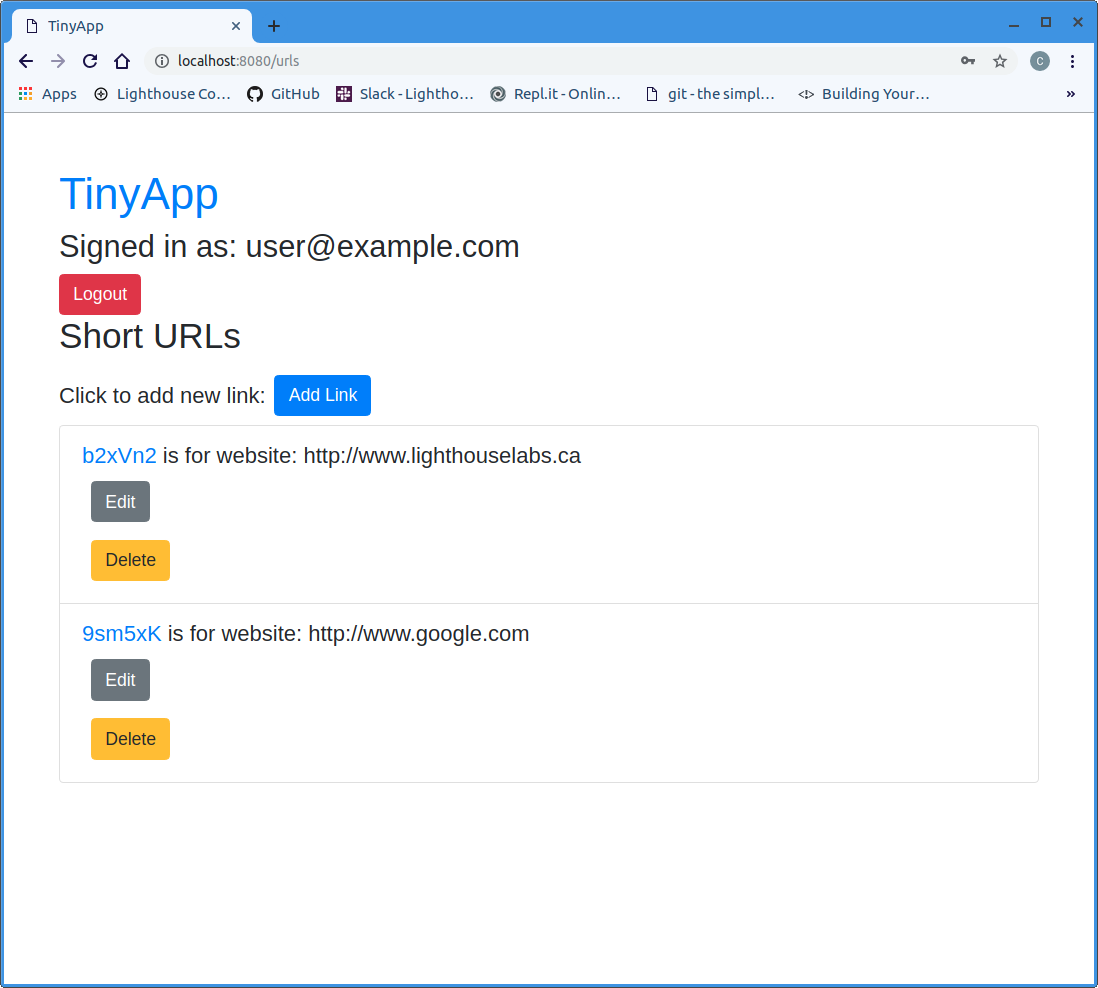 TinyApp
localhost:8080/urls
C
Apps Lighthouse Co... GitHub Slack - Lightho... Repl.it - Onlin... git - the simpl... Building Your... »
TinyApp
Signed in as: user@example.com
Logout
Short URLs
Click to add new link: Add Link
b2xVn2 is for website: http://www.lighthouselabs.ca
Edit
Delete
9sm5xK is for website: http://www.google.com
Edit
Delete